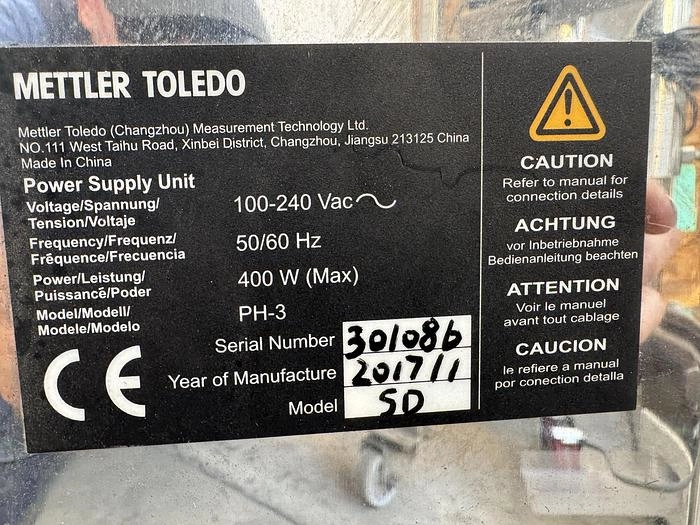 METTLER TOLEDO
Mettler Toledo (Changzhou) Measurement Technology Ltd.
NO.111 West Taihu Road, Xinbei District, Changzhou, Jiangsu 213125 China
Made In China
Power Supply Unit
Voltage/Spannung/
Tension/Voltaje
100-240 Vac
Frequency/Frequenz/
Fréquence/Frecuencia
50/60 Hz
Power/Leistung/
Puissancé/Poder
400 W (Max)
Model/Modell/
Modele/Modelo
PH-3
Serial Number 301086
Year of Manufacture 2017/1
Model SD
CE
CAUTION
Refer to manual for
connection details
ACHTUNG
vor Inbetriebnahme
Bedienanleitung beachten
ATTENTION
Voir le manuel
avant tout cablage
CAUCION
le refiere a manual
por conection detalla